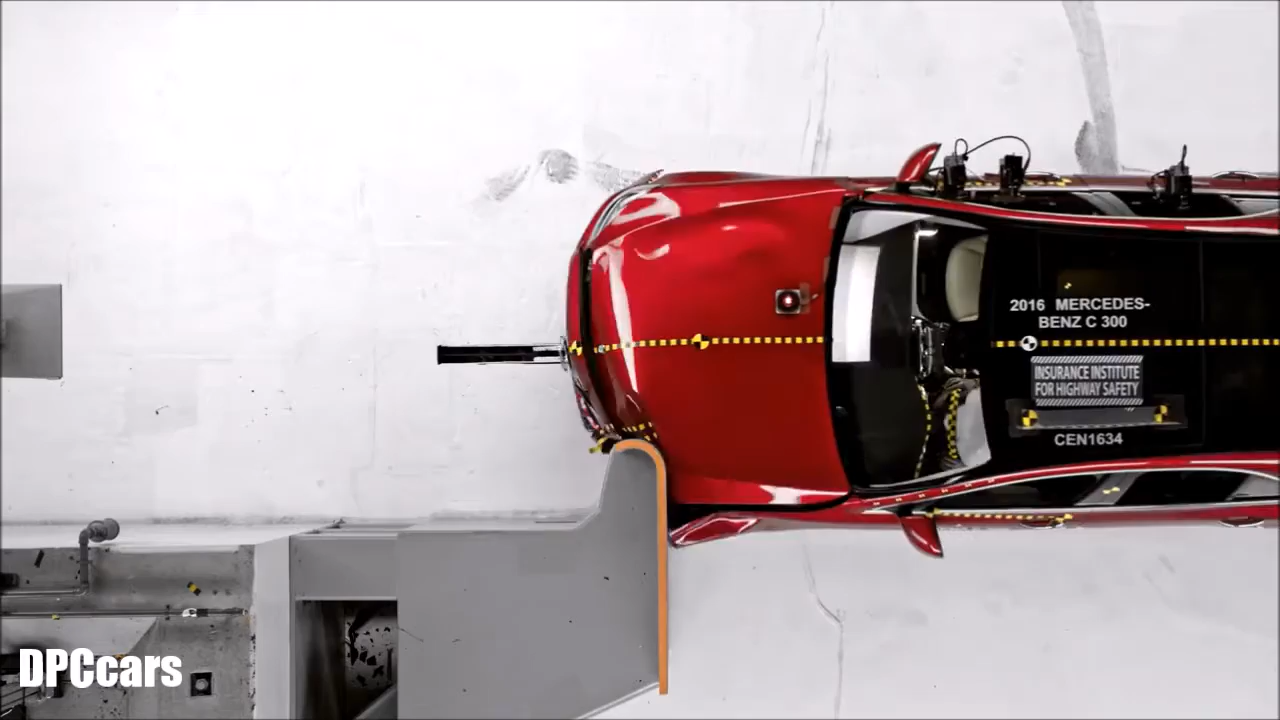 2016 MERCEDES-
BENZ C 300
INSURANCE INSTITUTE
FOR HIGHWAY SAFETY
CEN1634
DPCcars